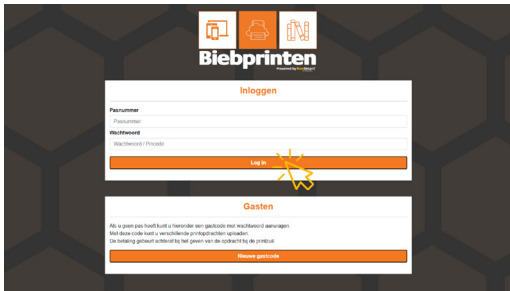 Biebprinten
Powered by
Inloggen
Pasnummer
Pasnummer
Wachtwoord
Wachtwoord / Pincode
Log in
Gasten
Als u geen pas heeft kunt u hieronder een gastcode met wachtwoord aanvragen.
Met deze code kunt u verschillende printopdrachten uploaden.
De betaling gebeurt achteraf bij het geven van de opdracht bij de printzuil.
Nieuwe gastcode